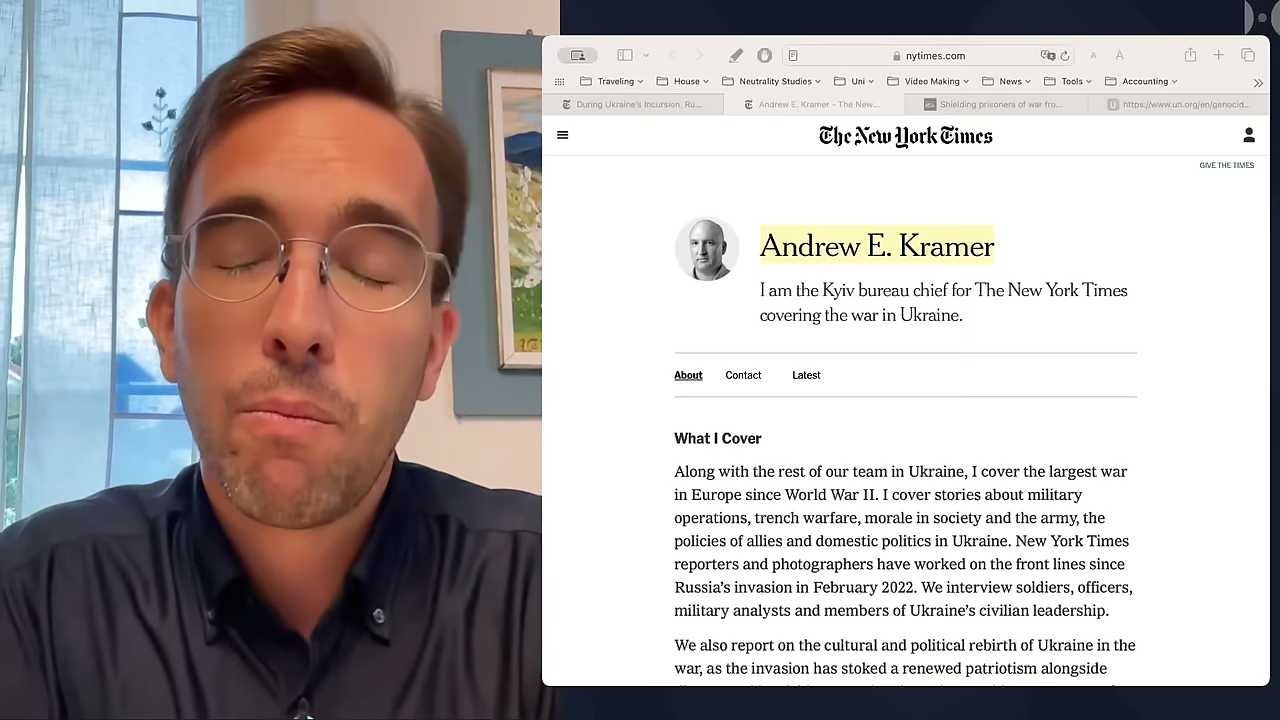 nytimes.com
A A
Traveling House Neutrality Studies Uni Video Making News Tools Accounting
During Ukraine's Incursion, Ru... Andrew E. Kramer – The New... Shielding prisoners of war fro... https://www.un.org/en/genocid...
The New York Times
GIVE THE TIMES
Andrew E. Kramer
I am the Kyiv bureau chief for The New York Times
covering the war in Ukraine.
About Contact Latest
What I Cover
Along with the rest of our team in Ukraine, I cover the largest war
in Europe since World War II. I cover stories about military
operations, trench warfare, morale in society and the army, the
policies of allies and domestic politics in Ukraine. New York Times
reporters and photographers have worked on the front lines since
Russia's invasion in February 2022. We interview soldiers, officers,
military analysts and members of Ukraine's civilian leadership.
We also report on the cultural and political rebirth of Ukraine in the
war, as the invasion has stoked a renewed patriotism alongside